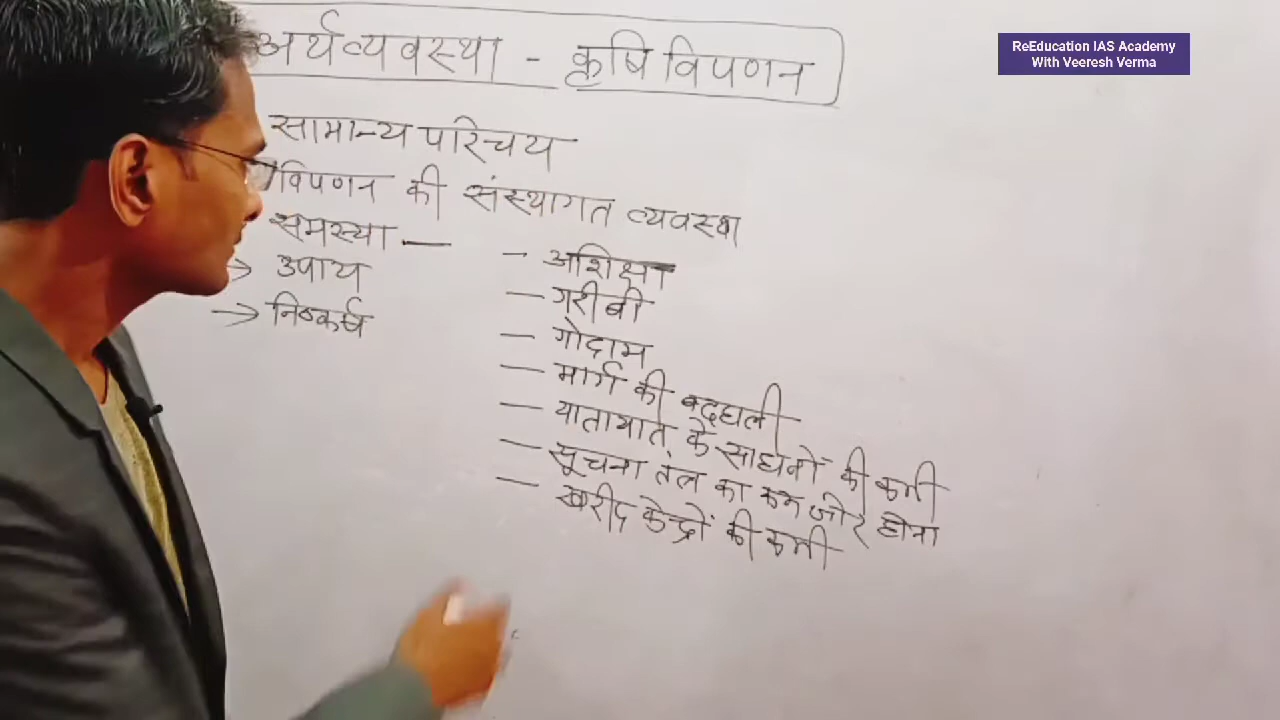 ReEducation IAS Academy
With Veeresh Verma
अर्थव्यवस्था - कृषि विपणन
सामान्य परिचय
विपणन की संस्थागत व्यवस्था
समस्या —
→ उपाय
→ निष्कर्ष
- अशिक्षा
- गरीबी
- गोदाम
- मार्ग की बदहाली
- यातायात के साधनों की कमी
- सूचना तंत्र का कमजोर होना
- खरीद केन्द्रों की कमी